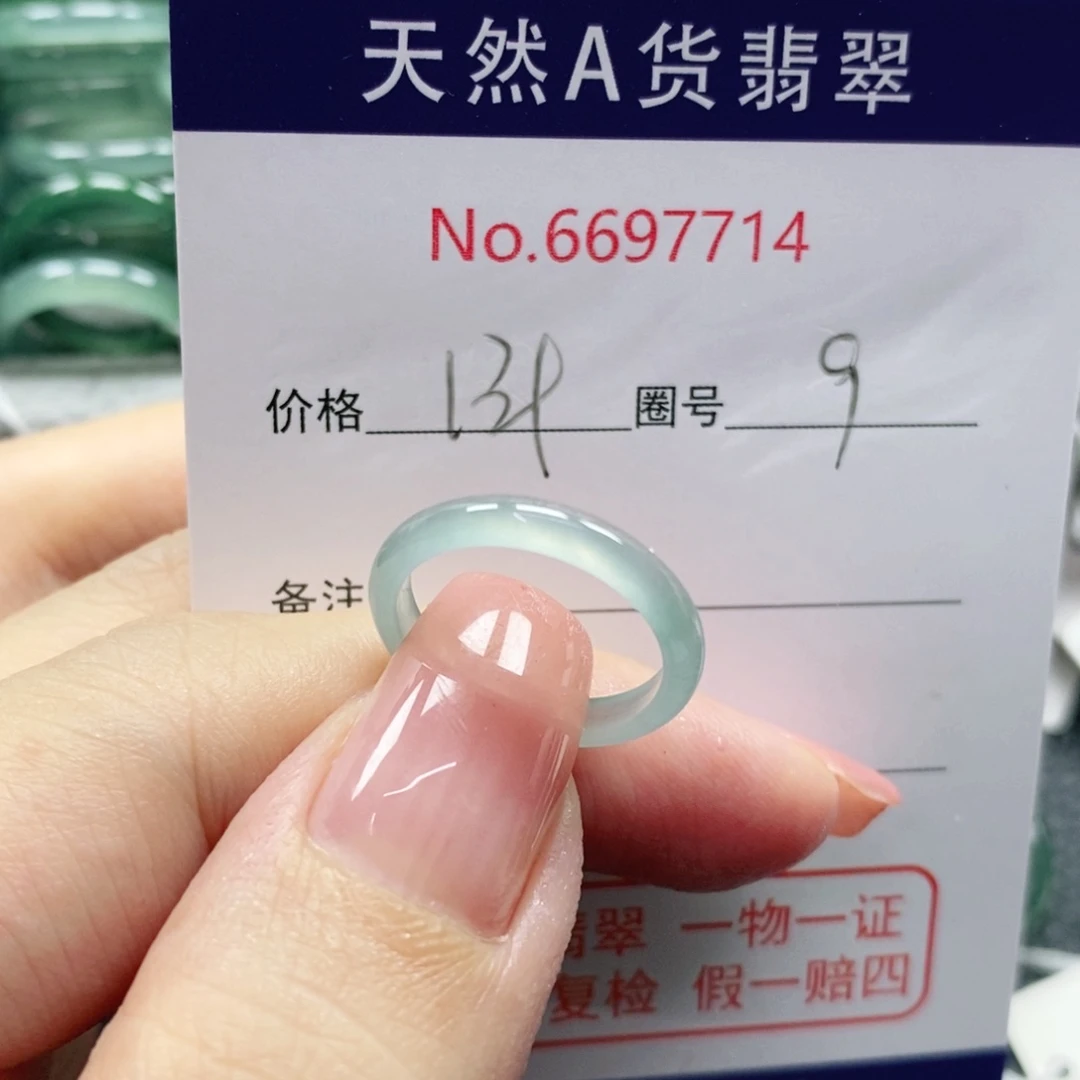 天然A货翡翠
No.6697714
价格 圈号 9
备注
翡翠 一物一证
复检 假一赔四